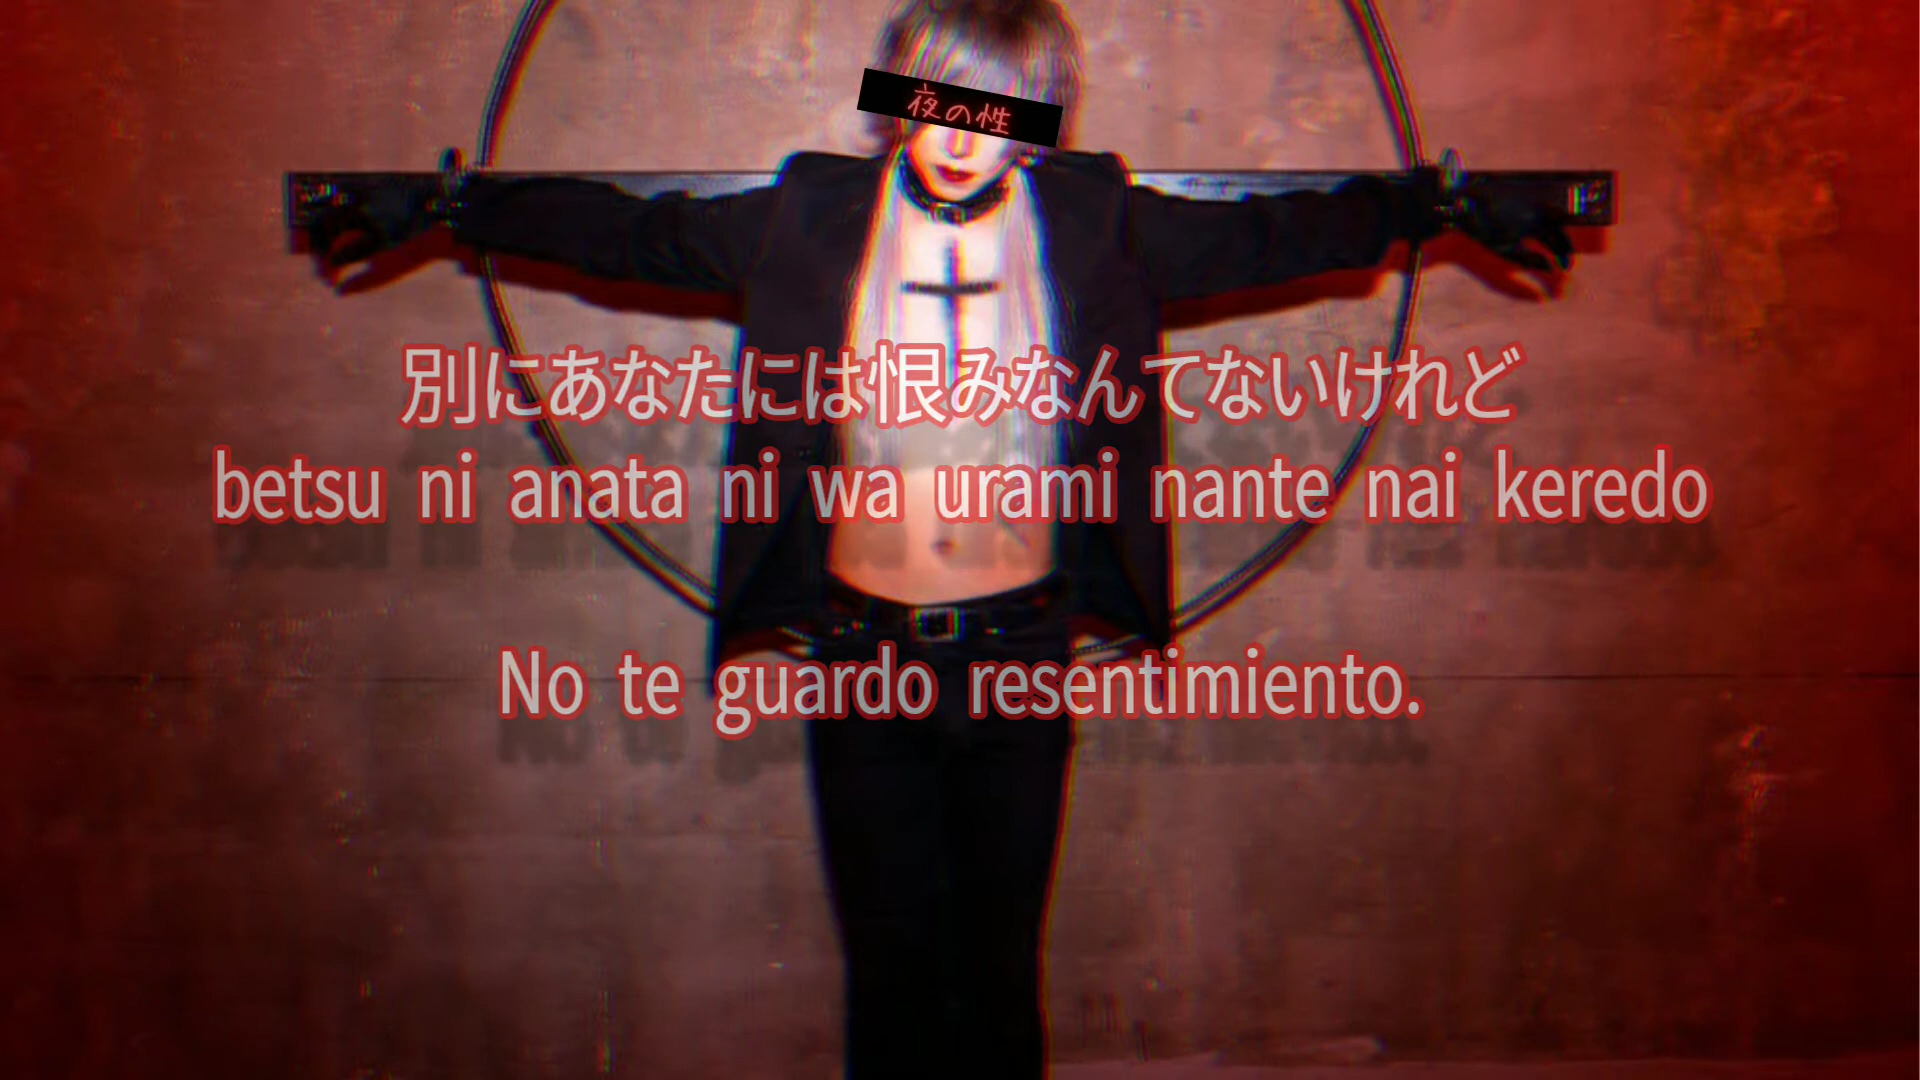 夜の性
別にあなたには恨みなんてないけれど
betsu ni anata ni wa urami nante nai keredo
No te guardo resentimiento.